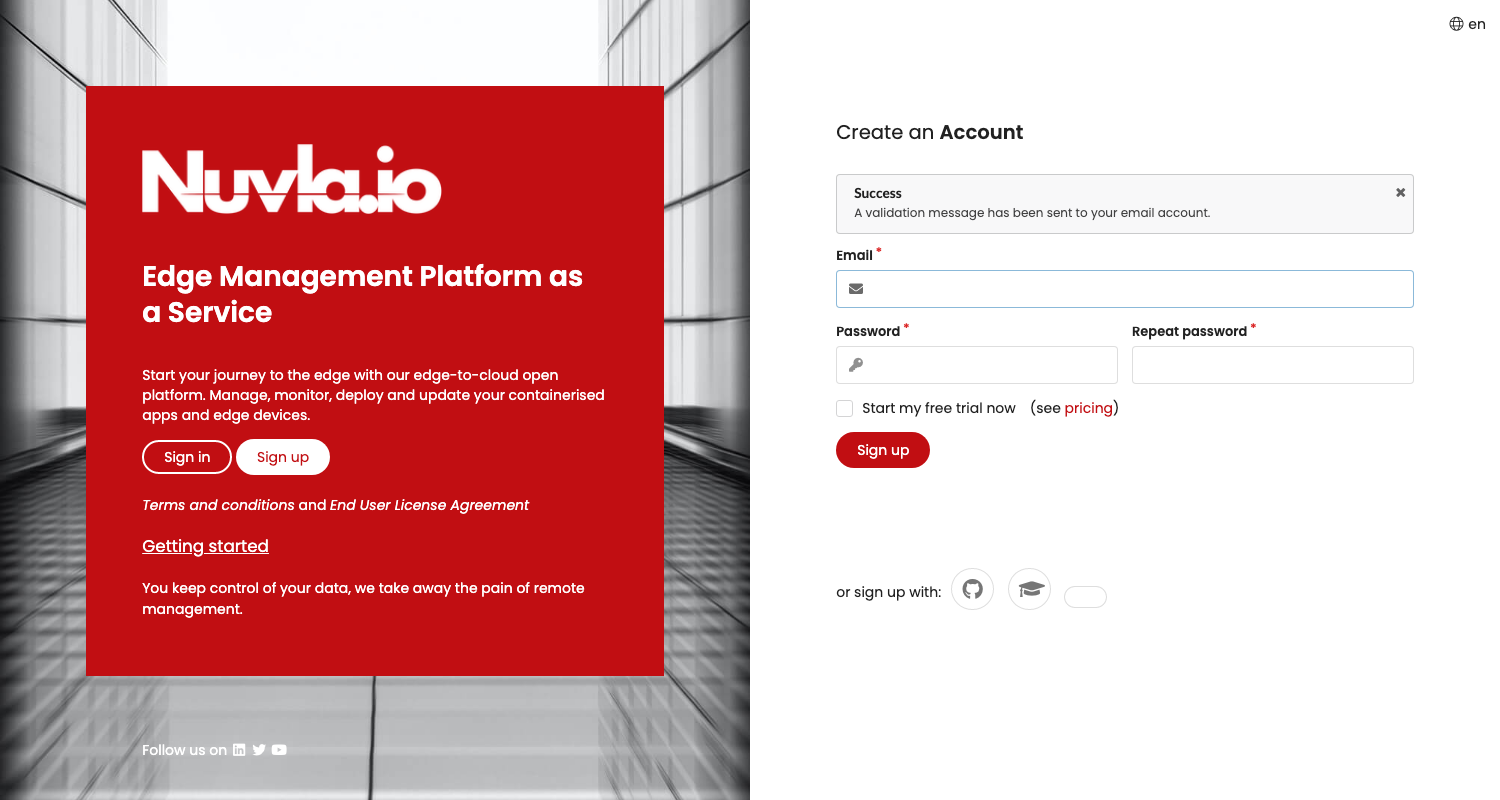 en
Nuvla.io
Edge Management Platform as
a Service
Start your journey to the edge with our edge-to-cloud open
platform. Manage, monitor, deploy and update your containerised
apps and edge devices.
Sign in
Sign up
Terms and conditions and End User License Agreement
Getting started
You keep control of your data, we take away the pain of remote
management.
Follow us on
Create an Account
Success
A validation message has been sent to your email account.
Email *
Password *
Repeat password *
Start my free trial now (see pricing)
Sign up
or sign up with: